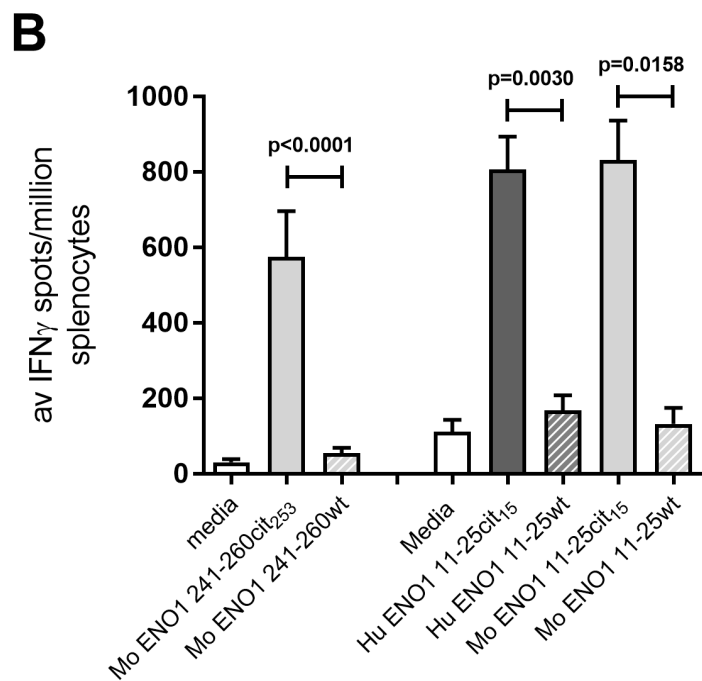 B
av IFNγ spots/million
splenocytes
1000
800
600
400
200
0
p<0.0001
p=0.0030
p=0.0158
media
Mo ENO1 241-260cit253
Mo ENO1 241-260wt
Media
Hu ENO1 11-25cit15
Hu ENO1 11-25wt
Mo ENO1 11-25cit15
Mo ENO1 11-25wt